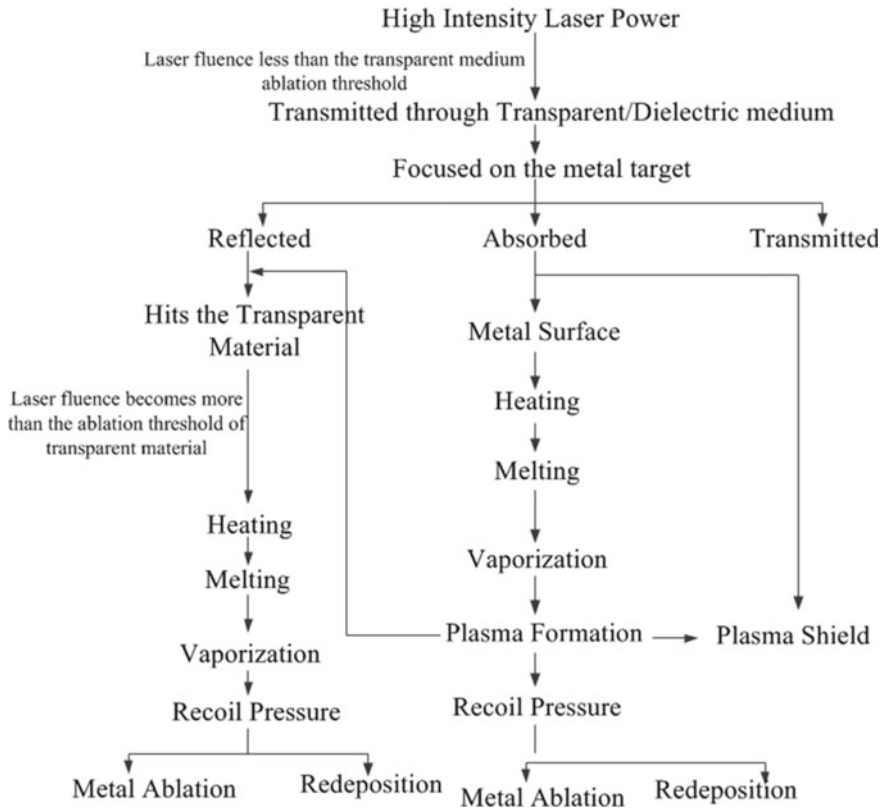 High Intensity Laser Power
Laser fluence less than the transparent medium
ablation threshold
Transmitted through Transparent/Dielectric medium
Focused on the metal target
Reflected
Absorbed
Transmitted
Hits the Transparent
Material
Metal Surface
Laser fluence becomes more
than the ablation threshold of
transparent material
Heating
Melting
Heating
Melting
Vaporization
Vaporization
Plasma Formation
Plasma Shield
Recoil Pressure
Recoil Pressure
Metal Ablation
Redeposition
Metal Ablation
Redeposition